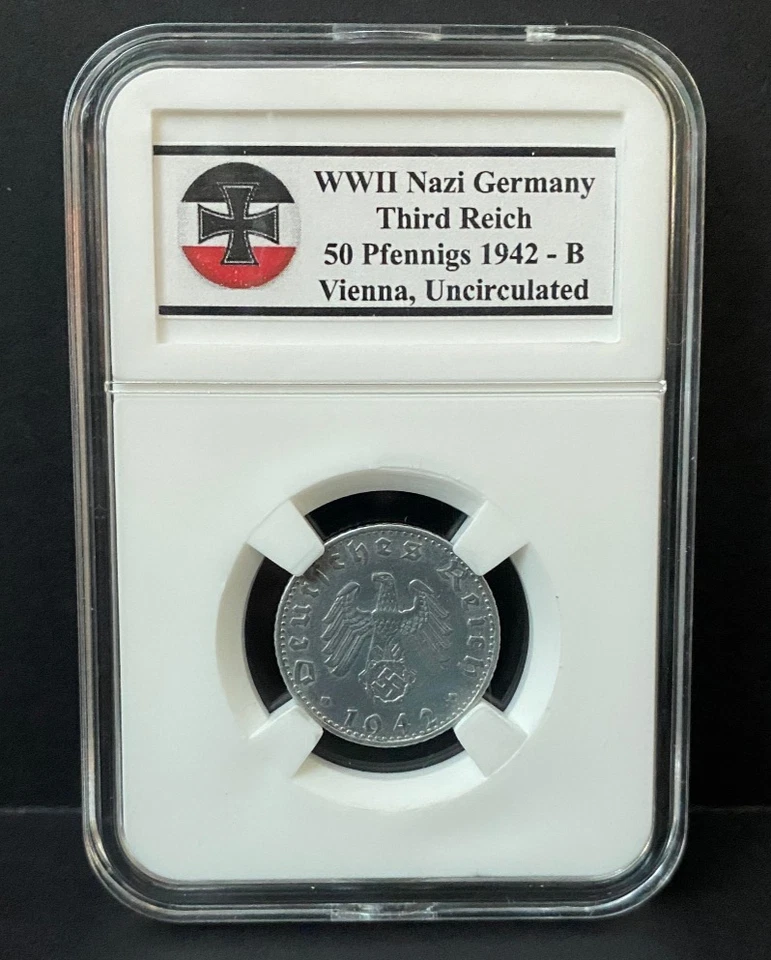 WWII Nazi Germany
Third Reich
50 Pfennigs 1942 - B
Vienna, Uncirculated
Deutsches Reich
1942